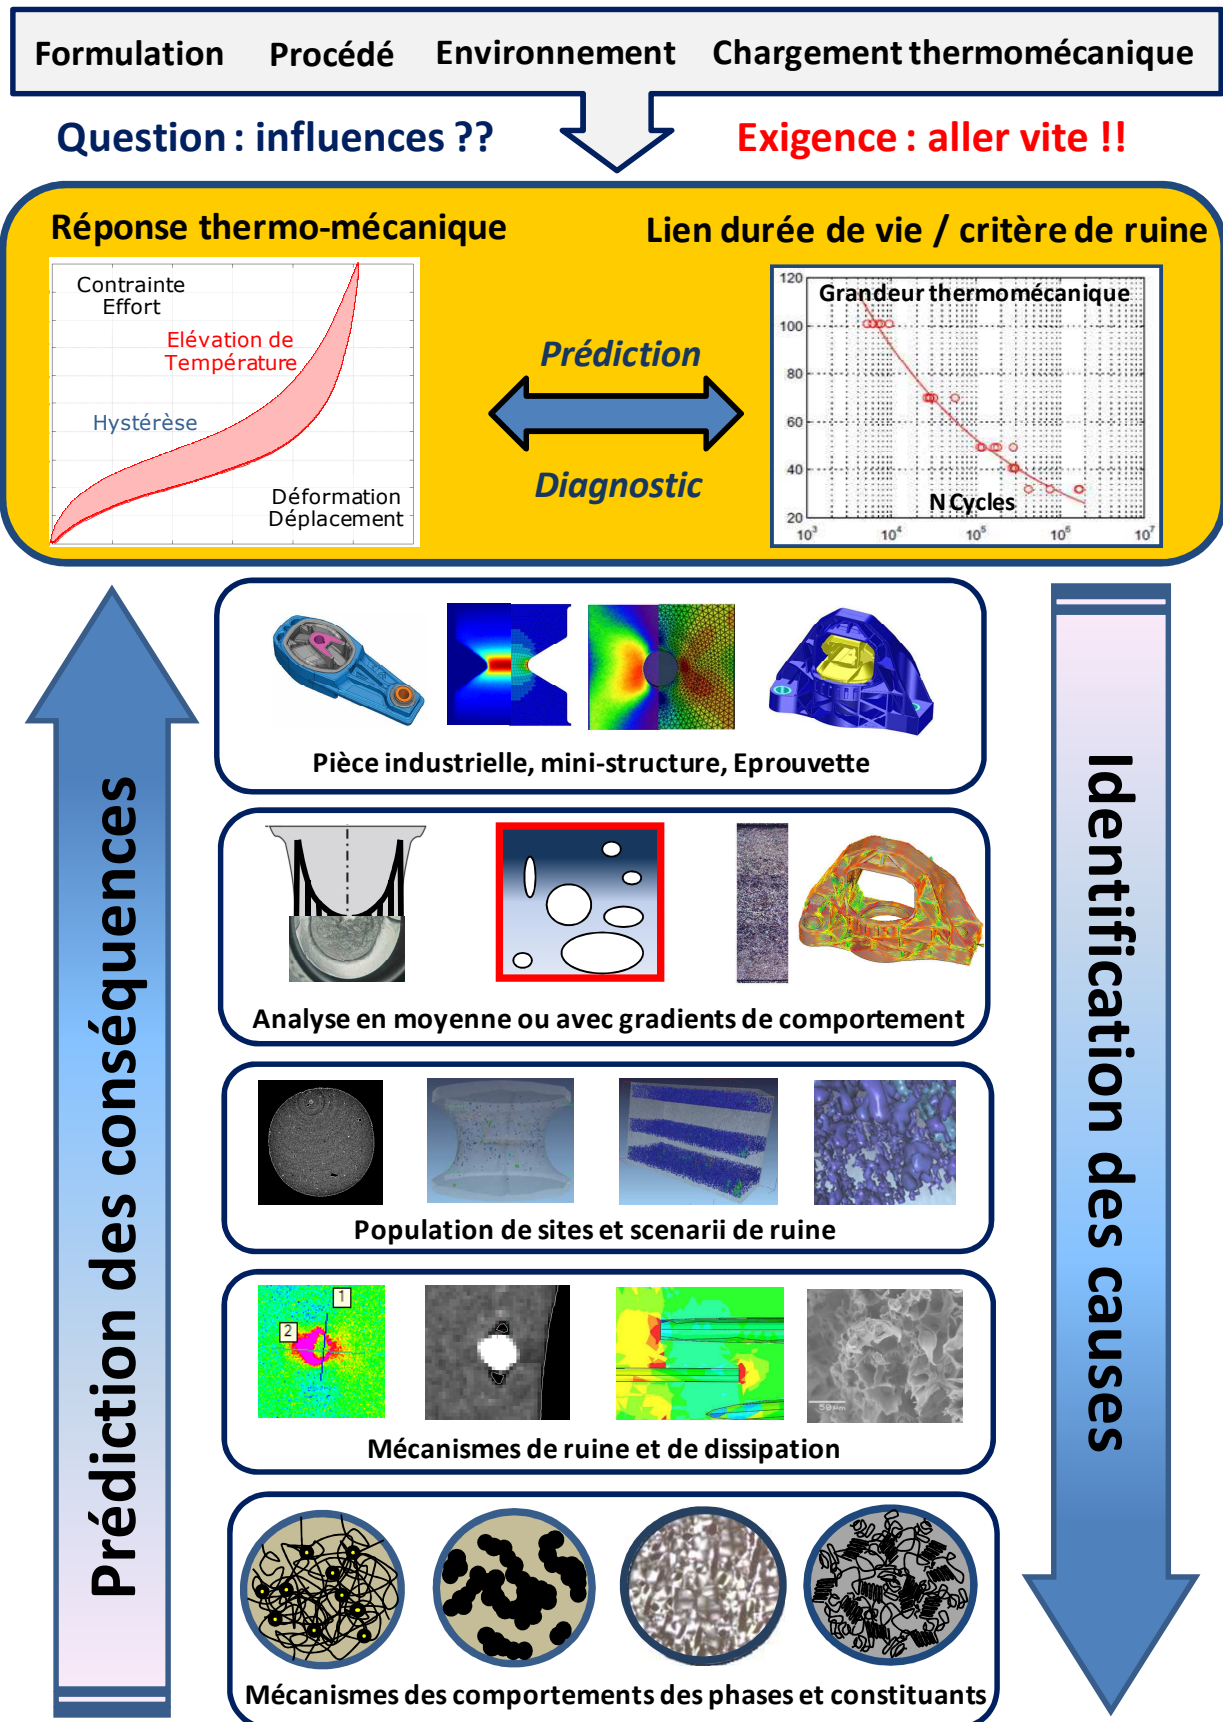 Formulation Procédé Environnement Chargement thermomécanique
Question : influences ??
Exigence : aller vite !!
Réponse thermo-mécanique
Contrainte
Effort
Elévation de
Température
Hystérèse
Déformation
Déplacement
Prédiction
Diagnostic
Lien durée de vie / critère de ruine
Grandeur thermomécanique
120
100
80
60
40
20
N Cycles
10³ 10⁴ 10⁵ 10⁶ 10⁷
Prédiction des conséquences
Identification des causes
Pièce industrielle, mini-structure, Eprouvette
Analyse en moyenne ou avec gradients de comportement
Population de sites et scenarii de ruine
1
2
50µm
Mécanismes de ruine et de dissipation
Mécanismes des comportements des phases et constituants